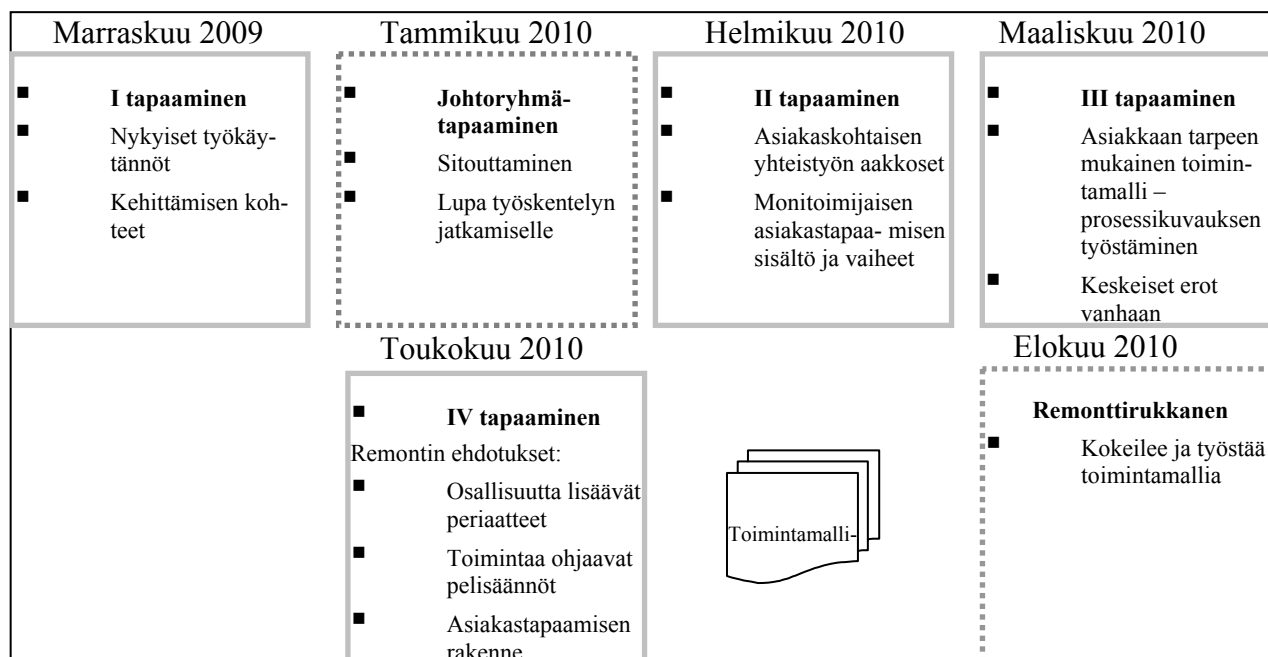 Marraskuu 2009
I tapaaminen
Nykyiset työkäy-
tännöt
Kehittämisen koh-
teet
Tammikuu 2010
Johtoryhmä-
tapaaminen
Sitouttaminen
Lupa työskentelyn
jatkamiselle
Helmikuu 2010
II tapaaminen
Asiakaskohtaisen
yhteistyön aakkoset
Monitoimijaisen
asiakastapaa- misen
sisältö ja vaiheet
Maaliskuu 2010
III tapaaminen
Asiakkaan tarpeen
mukainen toimin-
tamalli –
prosessikuvauksen
työstäminen
Keskeiset erot
vanhaan
Toukokuu 2010
IV tapaaminen
Remontin ehdotukset:
Osallisuutta lisäävät
periaatteet
Toimintaa ohjaavat
pelisäännöt
Asiakastapaamisen
rakenne
Toimintamalli-
Elokuu 2010
Remonttirukkanen
Kokeilee ja työstää
toimintamallia